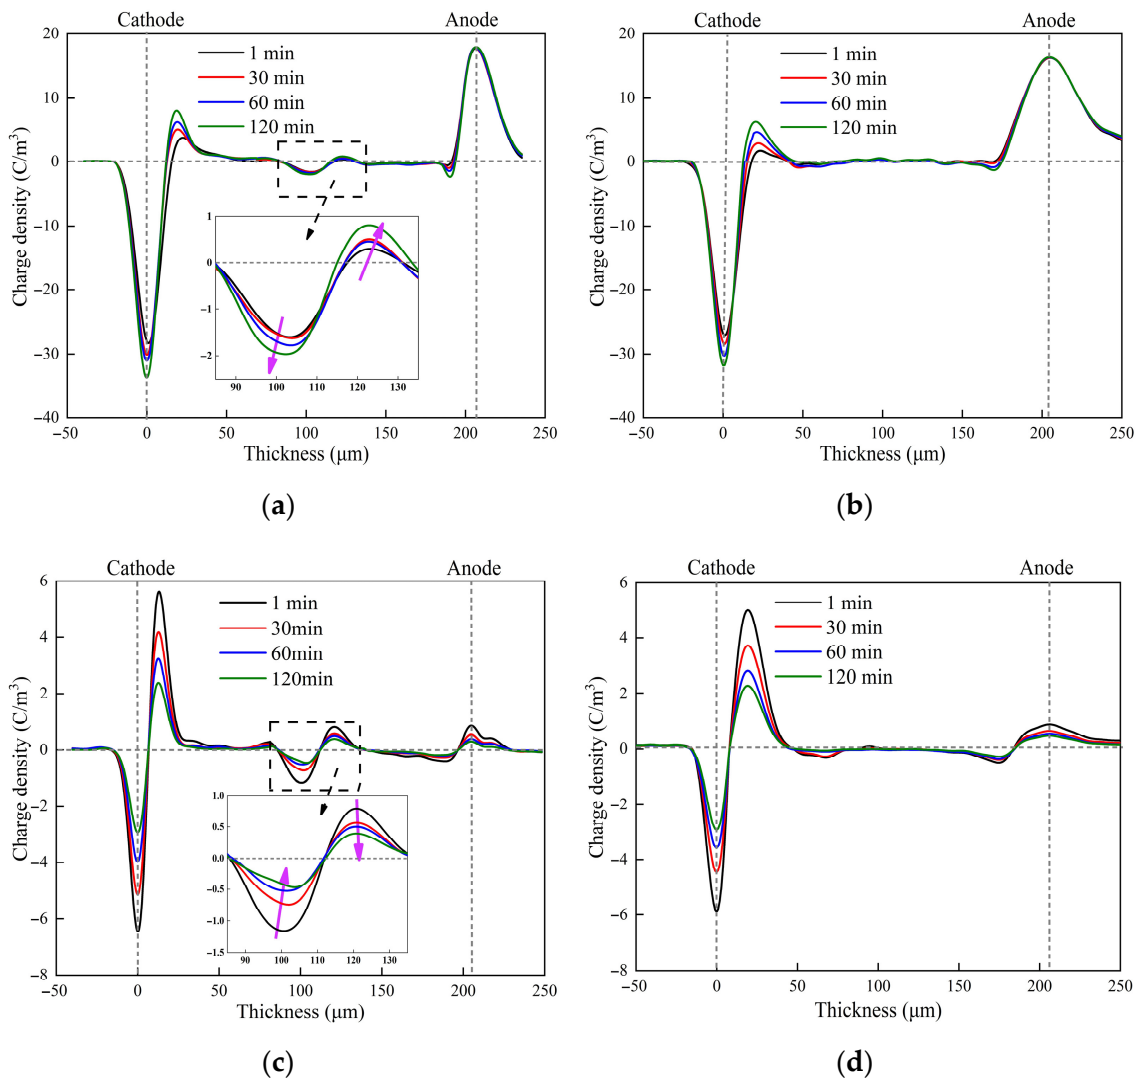 Cathode Anode
20
10
0
−10
−20
−30
−40
Charge density (C/m³)
1 min
30 min
60 min
120 min
1
0
−1
−2
90 100 110 120 130
−50 0 50 100 150 200 250
Thickness (μm)
(a)
Cathode Anode
20
10
0
−10
−20
−30
−40
Charge density (C/m³)
1 min
30 min
60 min
120 min
−50 0 50 100 150 200 250
Thickness (μm)
(b)
Cathode Anode
6
4
2
0
−2
−4
−6
−8
Charge density (C/m³)
1 min
30min
60min
120min
1.0
0.5
0.0
−0.5
−1.0
−1.5
90 100 110 120 130
−50 0 50 100 150 200 250
Thickness (μm)
(c)
Cathode Anode
6
4
2
0
−2
−4
−6
−8
Charge density (C/m³)
1 min
30 min
60 min
120 min
−50 0 50 100 150 200 250
Thickness (μm)
(d)